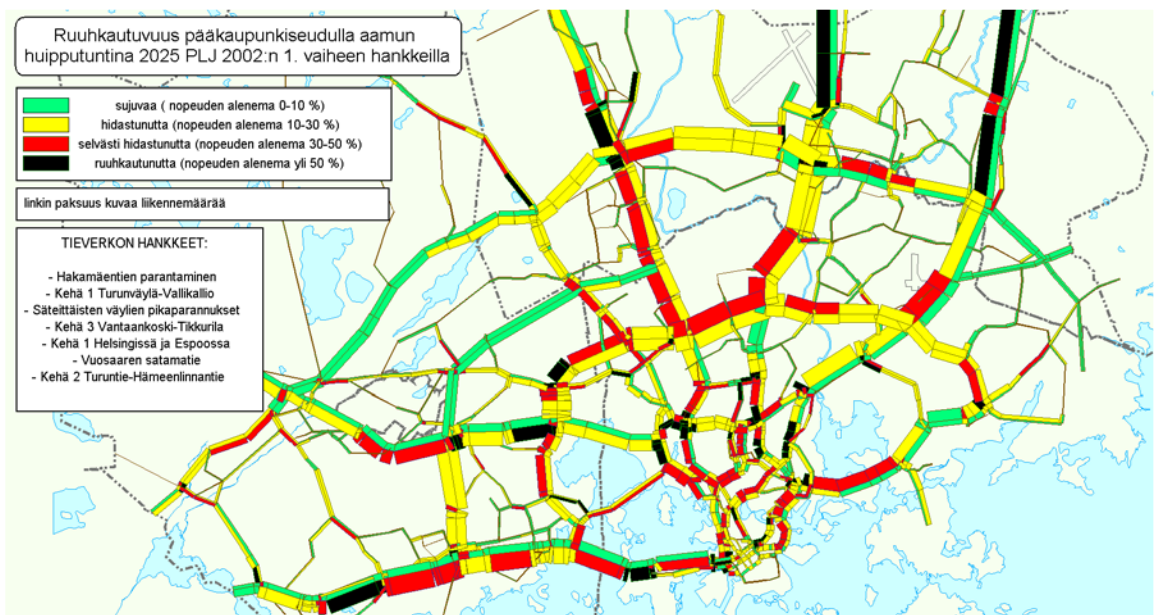 Ruuhkautuvuus pääkaupunkiseudulla aamun
huipputuntina 2025 PLJ 2002:n 1. vaiheen hankkeilla
sujuvaa ( nopeuden alenema 0-10 %)
hidastunutta (nopeuden alenema 10-30 %)
selvästi hidastunutta (nopeuden alenema 30-50 %)
ruuhkautunutta (nopeuden alenema yli 50 %)
linkin paksuus kuvaa liikennemäärää
TIEVERKON HANKKEET:
- Hakamäentien parantaminen
- Kehä 1 Turunväylä-Vallikallio
- Säteittäisten väylien pikaparannukset
- Kehä 3 Vantaankoski-Tikkurila
- Kehä 1 Helsingissä ja Espoossa
- Vuosaaren satamatie
- Kehä 2 Turuntie-Hämeenlinnantie